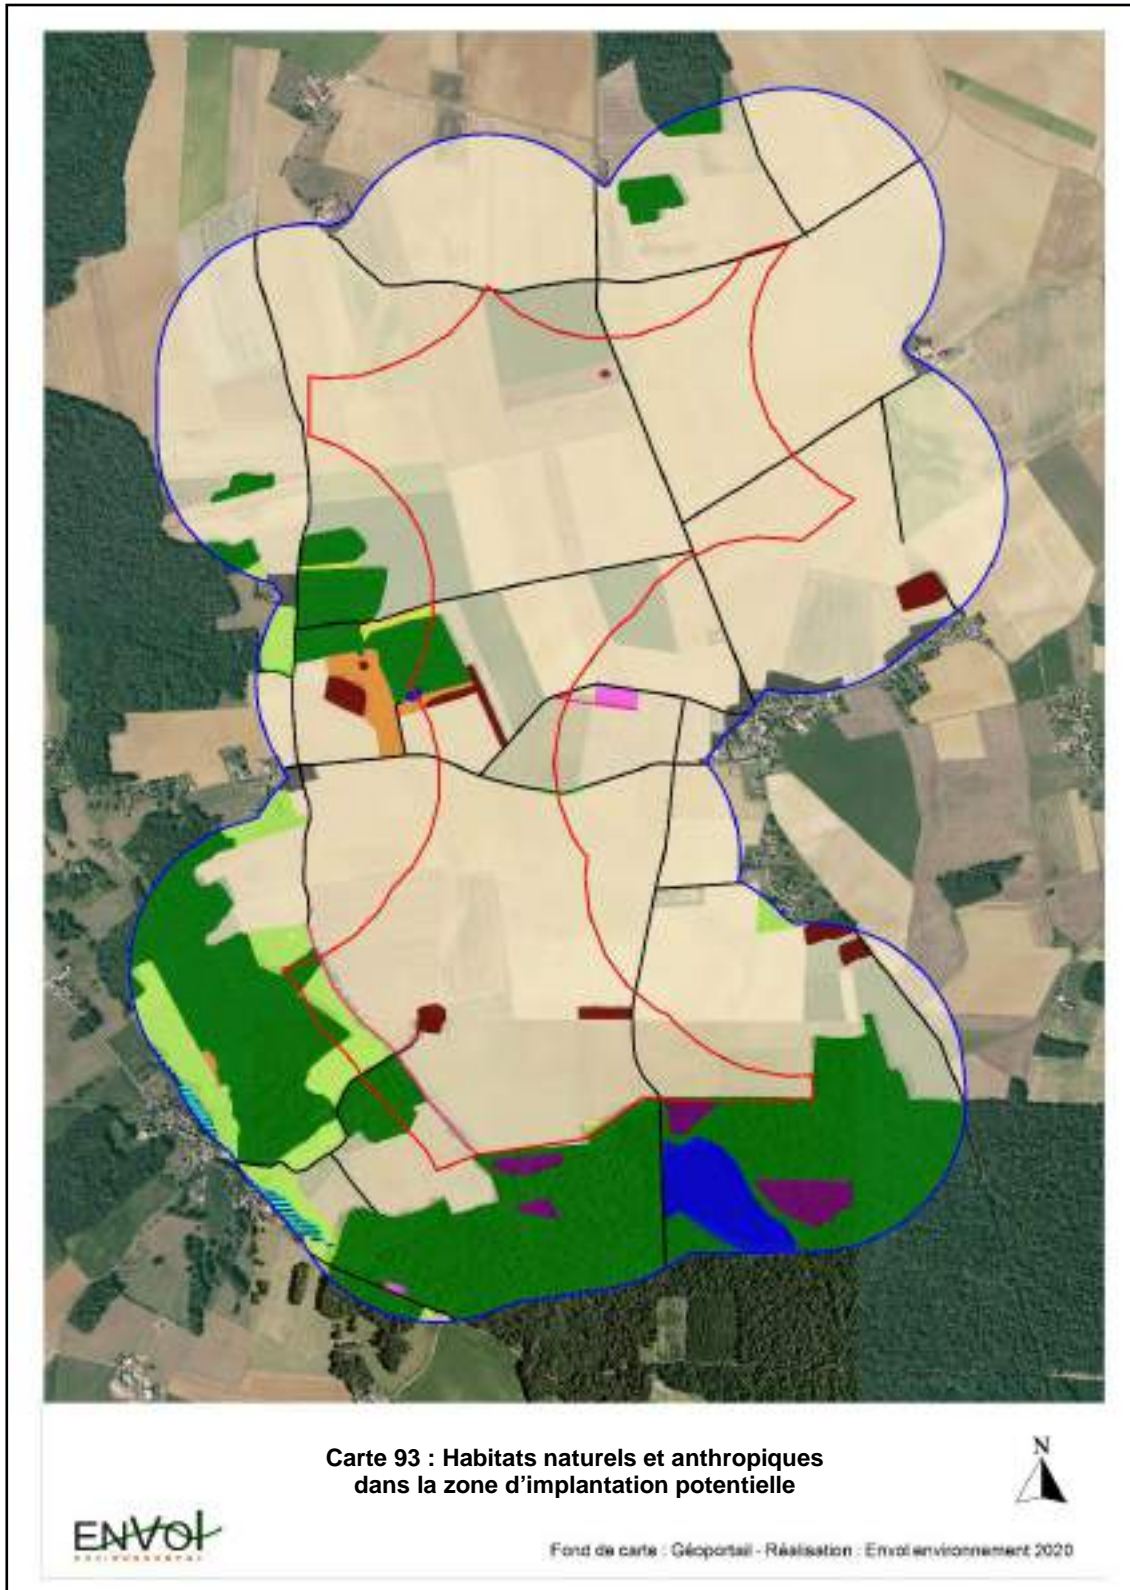 Carte 93 : Habitats naturels et anthropiques
dans la zone d'implantation potentielle
N
ENVOL
ENVIRONNEMENT
Fond de carte : Géoportail - Réalisation : Envol environnement 2020